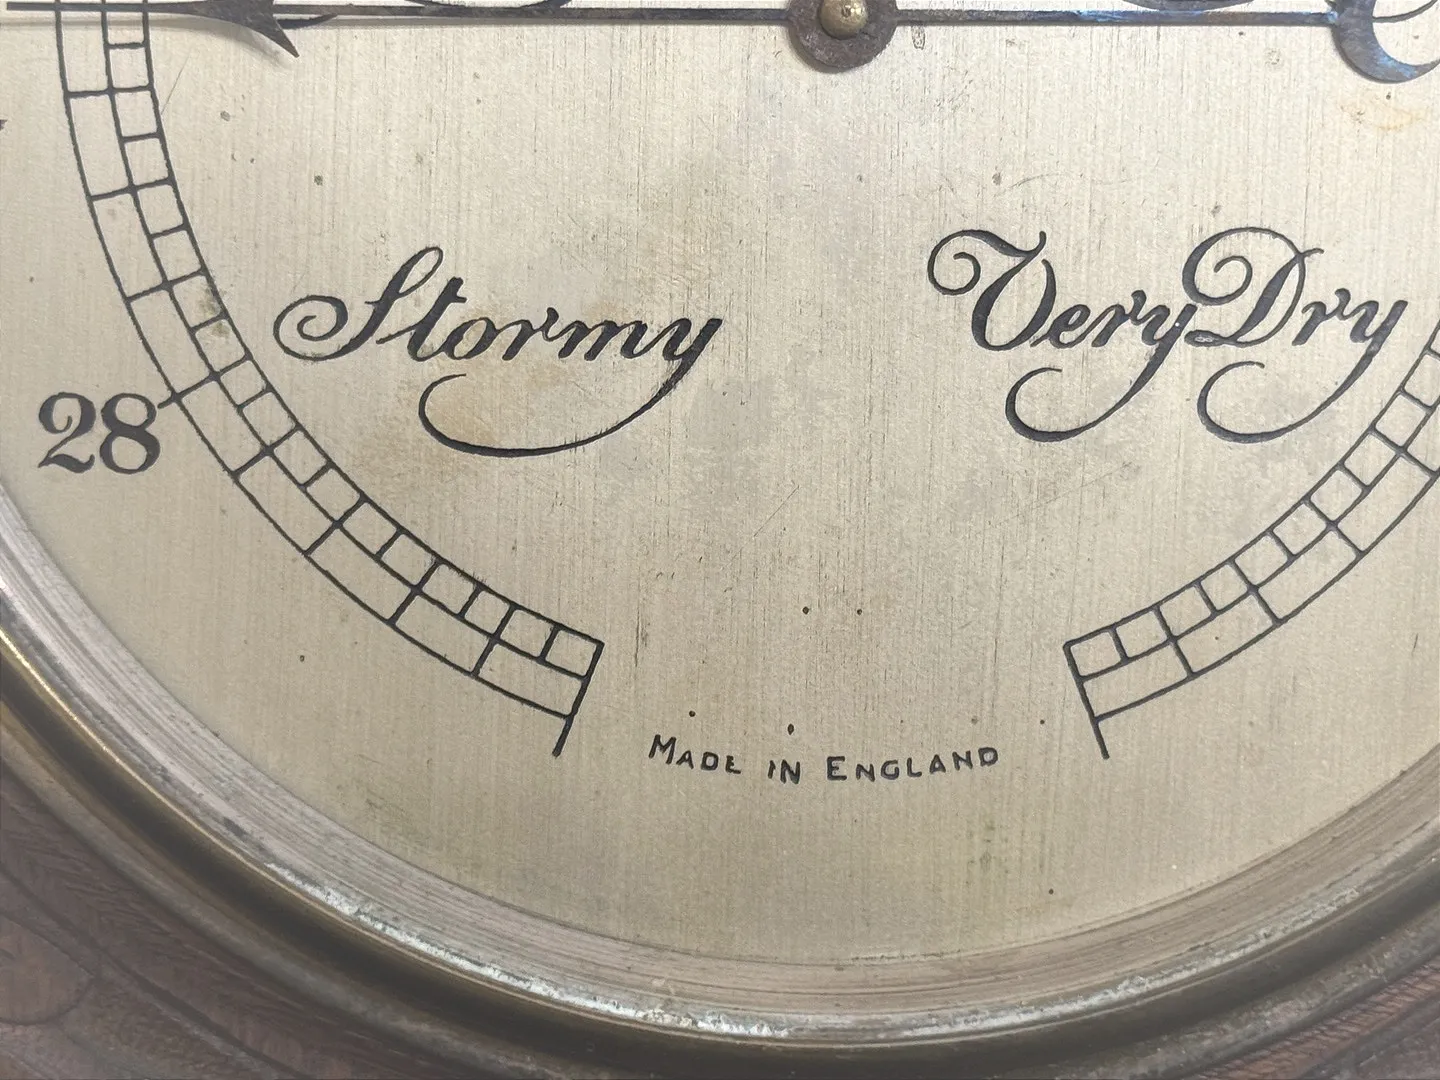 Stormy
Very Dry
28
MADE IN ENGLAND